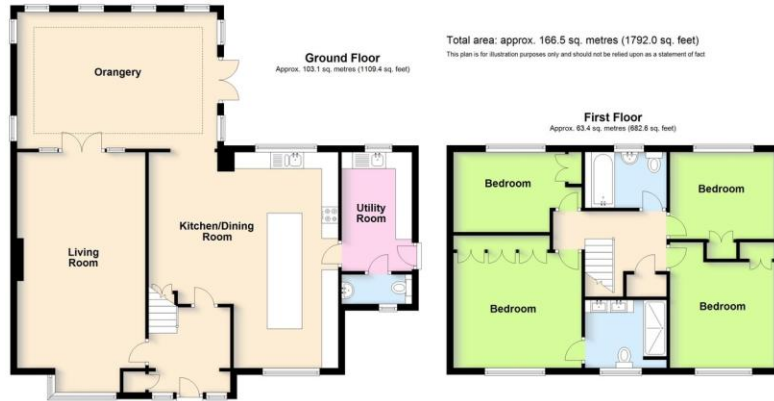 Ground Floor
Approx. 103.1 sq. metres (1109.4 sq. feet)
Total area: approx. 166.5 sq. metres (1792.0 sq. feet)
This plan is for illustration purposes only and should not be relied upon as a statement of fact
First Floor
Approx. 63.4 sq. metres (682.6 sq. feet)
Orangery
Living
Room
Kitchen/Dining
Room
Utility
Room
Bedroom
Bedroom
Bedroom
Bedroom